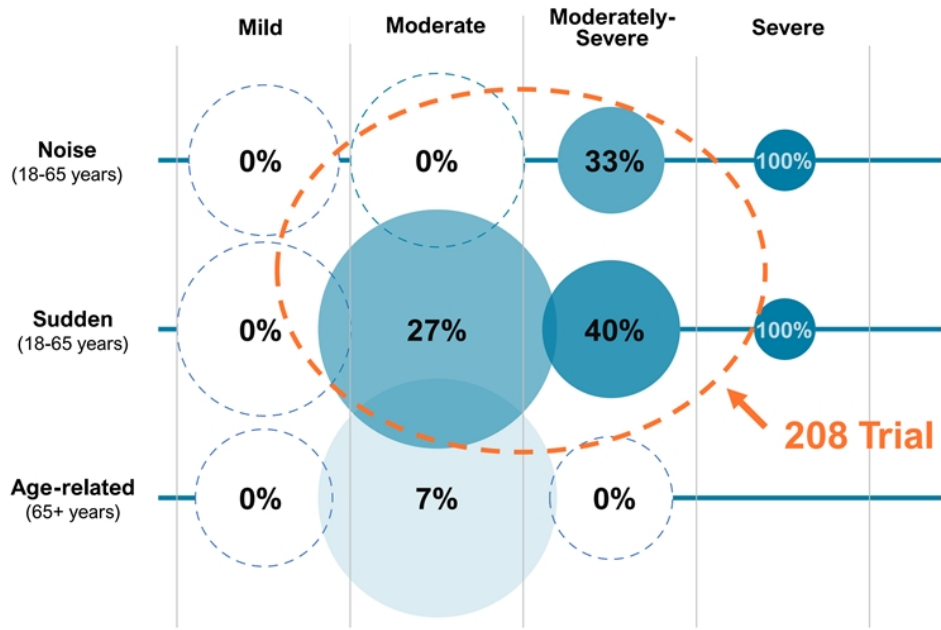 Mild
Moderate
Moderately-
Severe
Severe
Noise
(18-65 years)
0%
0%
33%
100%
Sudden
(18-65 years)
0%
27%
40%
100%
208 Trial
Age-related
(65+ years)
0%
7%
0%